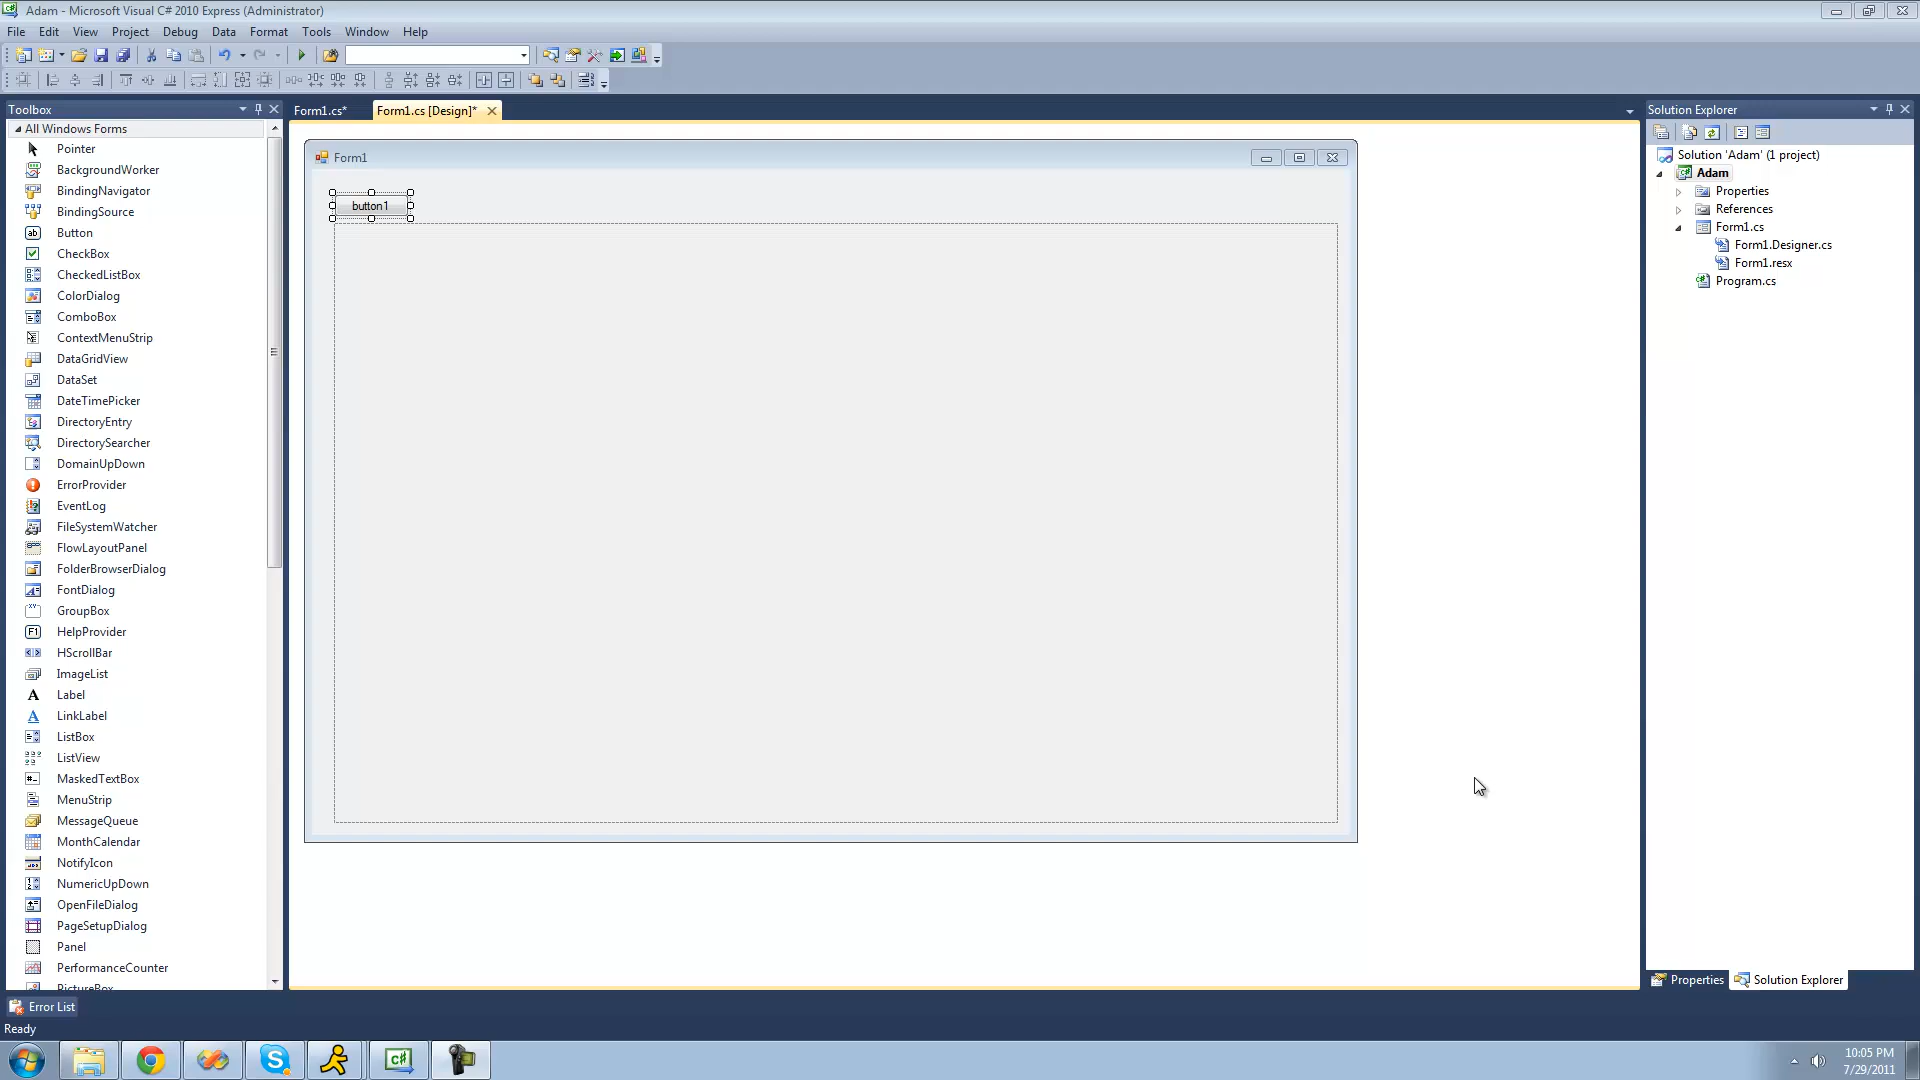 Adam - Microsoft Visual C# 2010 Express (Administrator)
File Edit View Project Debug Data Format Tools Window Help
Toolbox
Form1.cs*
Form1.cs [Design]*
Solution Explorer
All Windows Forms
Pointer
BackgroundWorker
BindingNavigator
BindingSource
Button
CheckBox
CheckedListBox
ColorDialog
ComboBox
ContextMenuStrip
DataGridView
DataSet
DateTimePicker
DirectoryEntry
DirectorySearcher
DomainUpDown
ErrorProvider
EventLog
FileSystemWatcher
FlowLayoutPanel
FolderBrowserDialog
FontDialog
GroupBox
HelpProvider
HScrollBar
ImageList
Label
LinkLabel
ListBox
ListView
MaskedTextBox
MenuStrip
MessageQueue
MonthCalendar
NotifyIcon
NumericUpDown
OpenFileDialog
PageSetupDialog
Panel
PerformanceCounter
PictureBox
Form1
button1
Solution 'Adam' (1 project)
Adam
Properties
References
Form1.cs
Form1.Designer.cs
Form1.resx
Program.cs
Properties
Solution Explorer
Error List
Ready
10:05 PM
7/29/2011